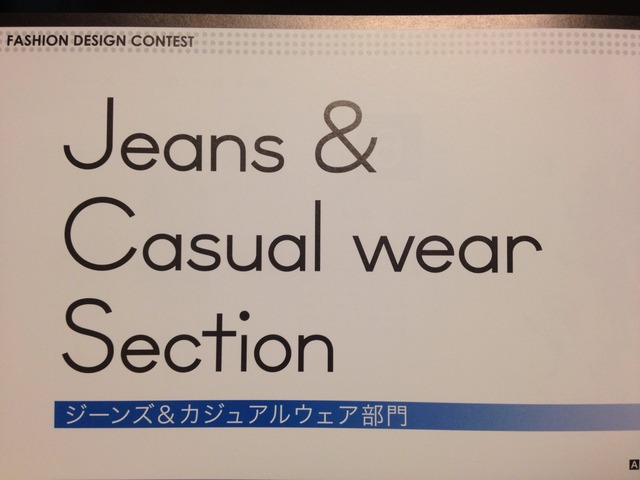 FASHION DESIGN CONTEST
Jeans &
Casual wear
Section
ジーンズ&カジュアルウェア部門
A